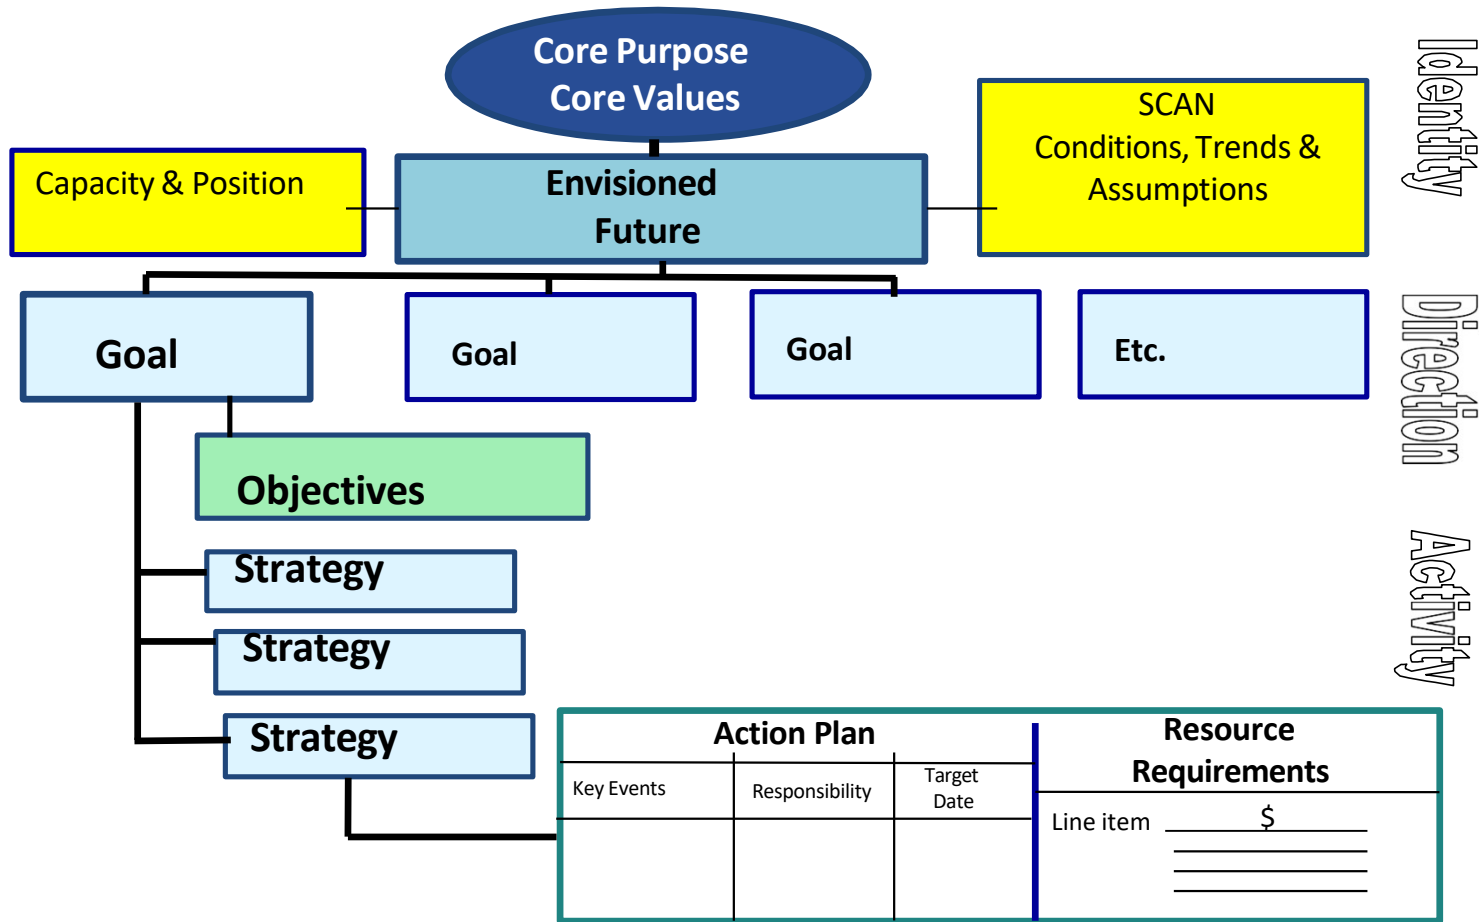 Core Purpose
Core Values
Identity
SCAN
Conditions, Trends &
Assumptions
Capacity & Position
Envisioned
Future
Goal
Goal
Goal
Etc.
Direction
Objectives
Strategy
Strategy
Strategy
Activity
Action Plan
Key Events
Responsibility
Target
Date
Resource
Requirements
Line item
$